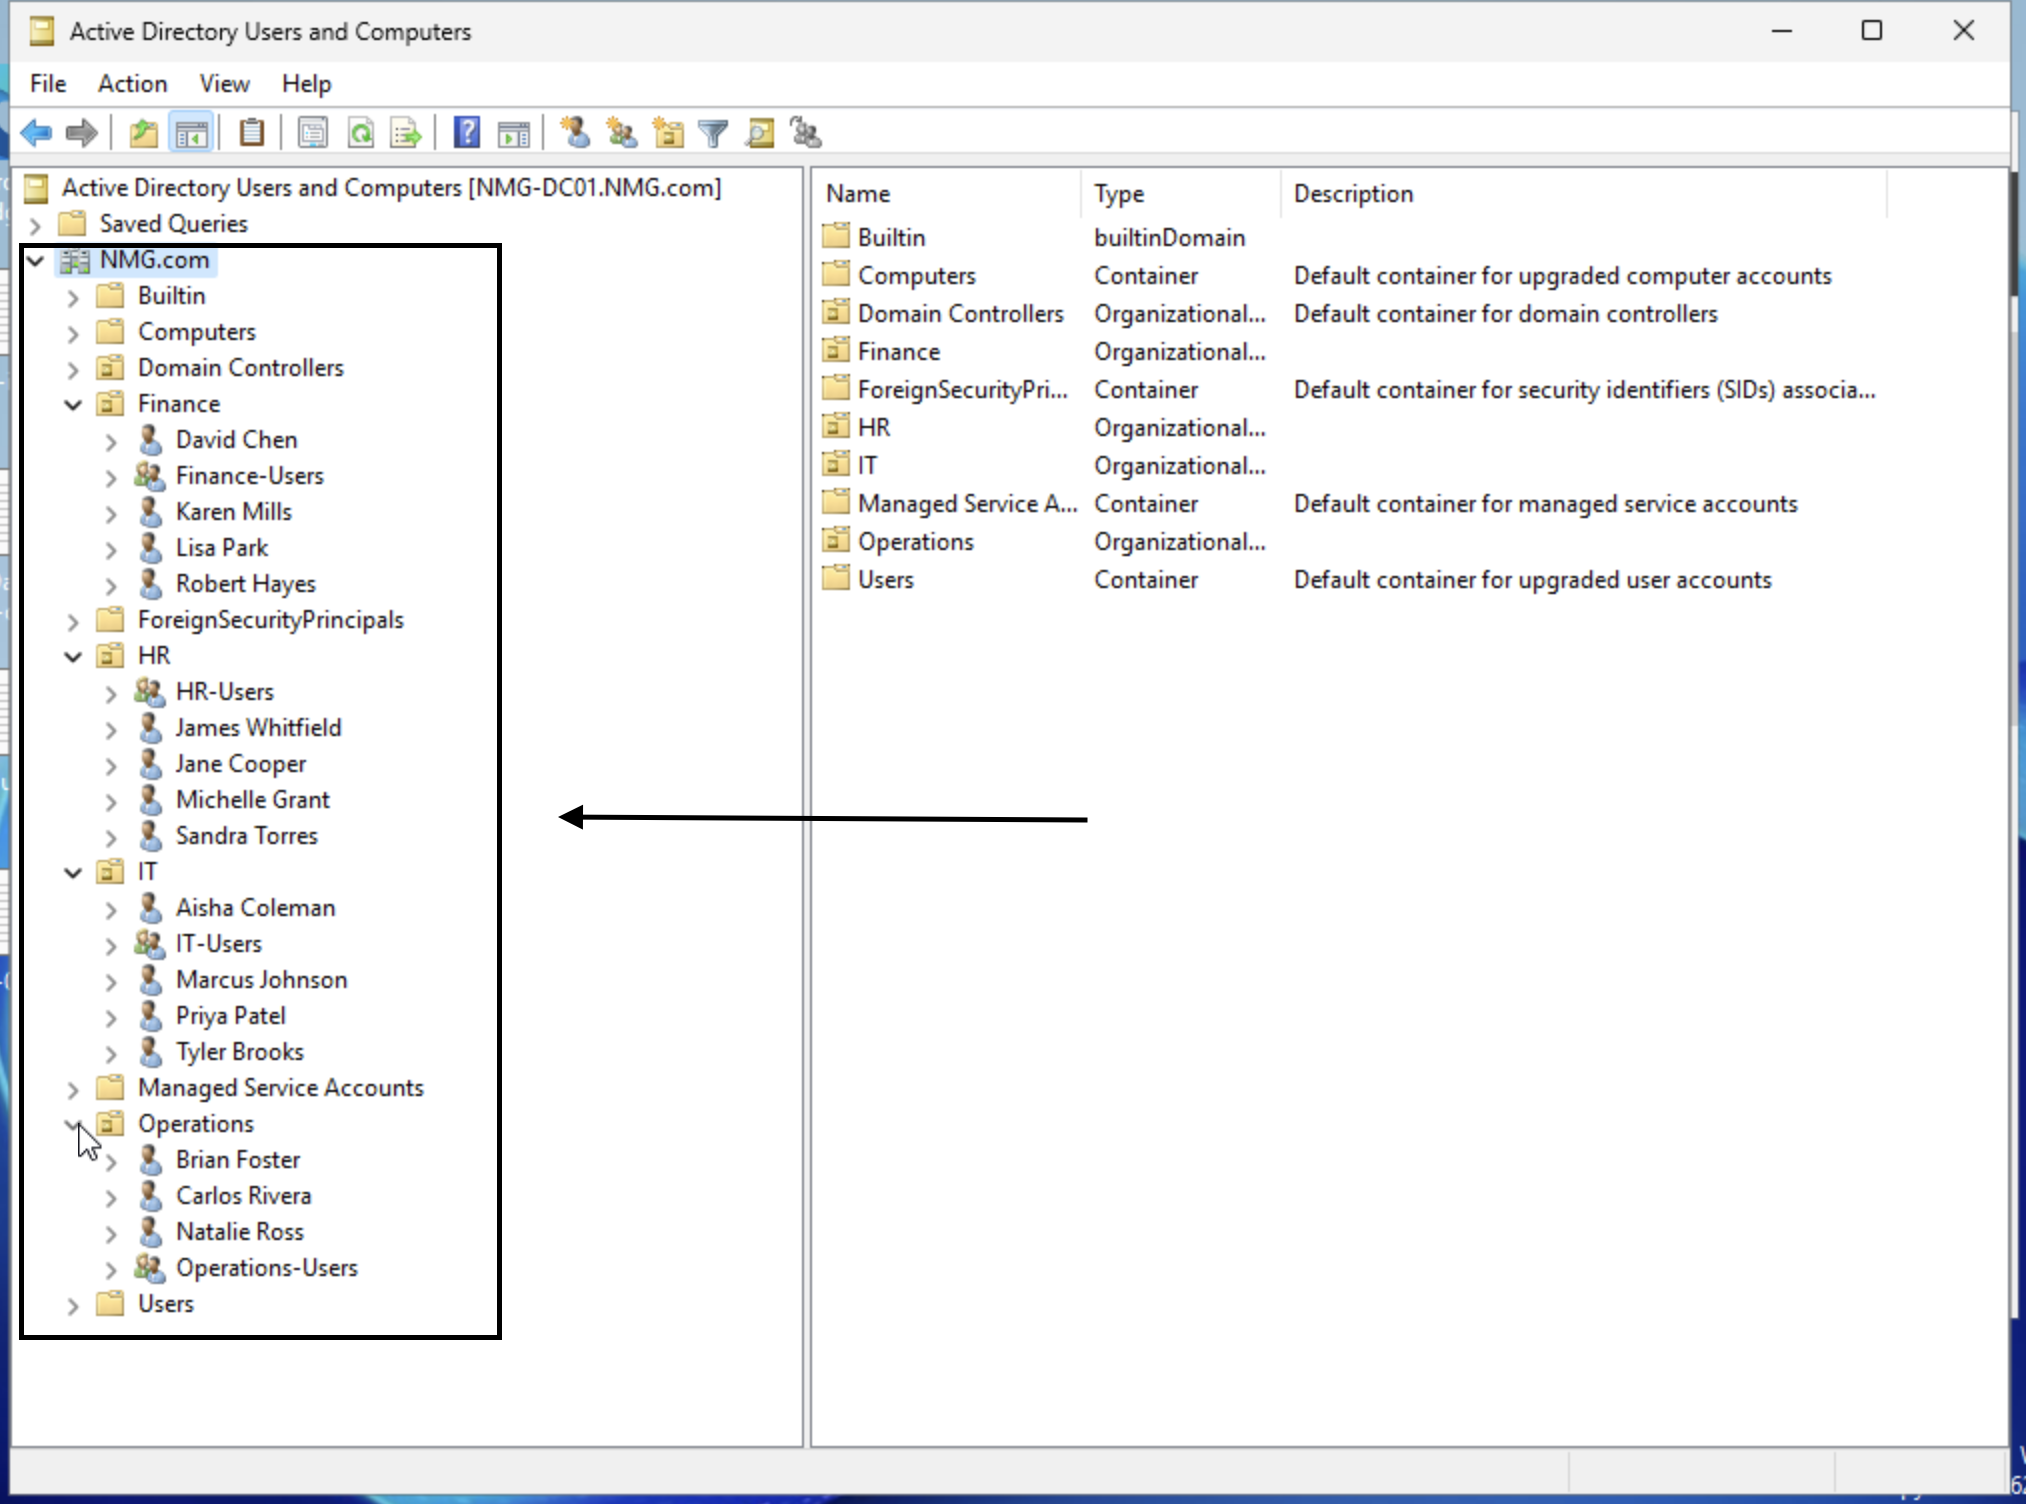 Active Directory Users and Computers
File Action View Help
Active Directory Users and Computers [NMG-DC01.NMG.com]
Saved Queries
NMG.com
Builtin
Computers
Domain Controllers
Finance
David Chen
Finance-Users
Karen Mills
Lisa Park
Robert Hayes
ForeignSecurityPrincipals
HR
HR-Users
James Whitfield
Jane Cooper
Michelle Grant
Sandra Torres
IT
Aisha Coleman
IT-Users
Marcus Johnson
Priya Patel
Tyler Brooks
Managed Service Accounts
Operations
Brian Foster
Carlos Rivera
Natalie Ross
Operations-Users
Users
Name Type Description
Builtin builtinDomain
Computers Container Default container for upgraded computer accounts
Domain Controllers Organizational... Default container for domain controllers
Finance Organizational...
ForeignSecurityPri... Container Default container for security identifiers (SIDs) associa...
HR Organizational...
IT Organizational...
Managed Service A... Container Default container for managed service accounts
Operations Organizational...
Users Container Default container for upgraded user accounts